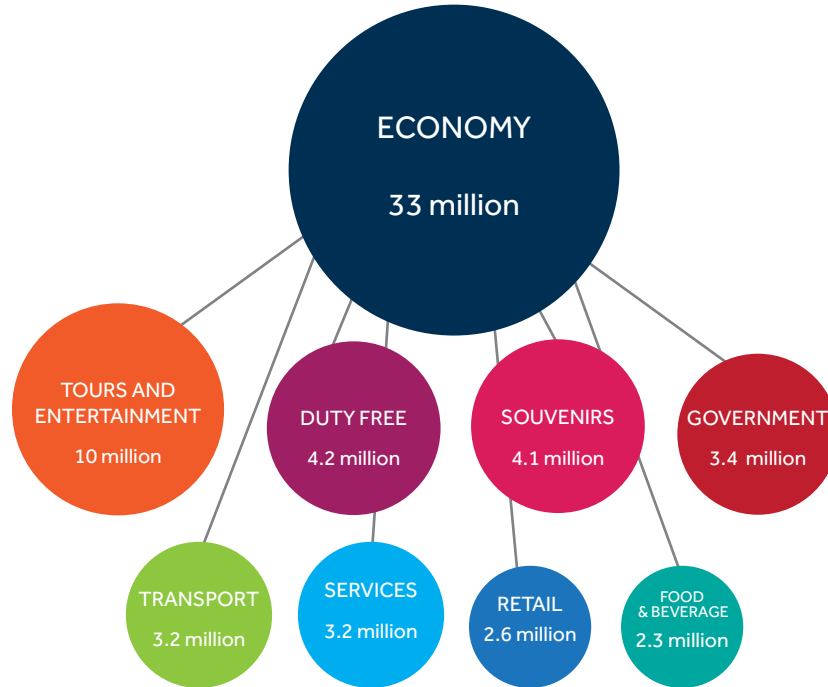 ECONOMY
33 million
TOURS AND
ENTERTAINMENT
10 million
DUTY FREE
4.2 million
SOUVENIRS
4.1 million
GOVERNMENT
3.4 million
TRANSPORT
3.2 million
SERVICES
3.2 million
RETAIL
2.6 million
FOOD
& BEVERAGE
2.3 million